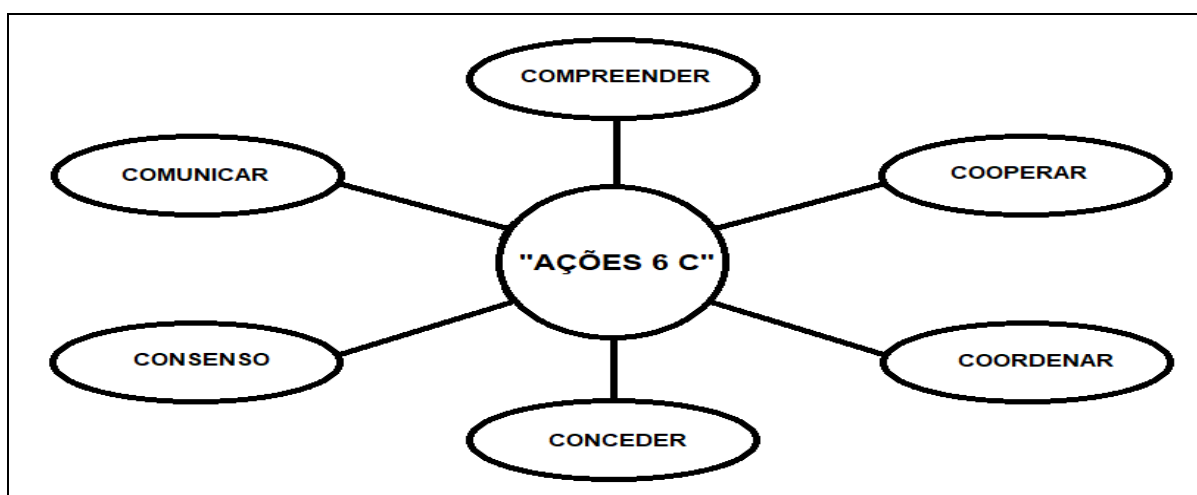 COMPREENDER
COMUNICAR
COOPERAR
"AÇÕES 6 C"
CONSENSO
COORDENAR
CONCEDER